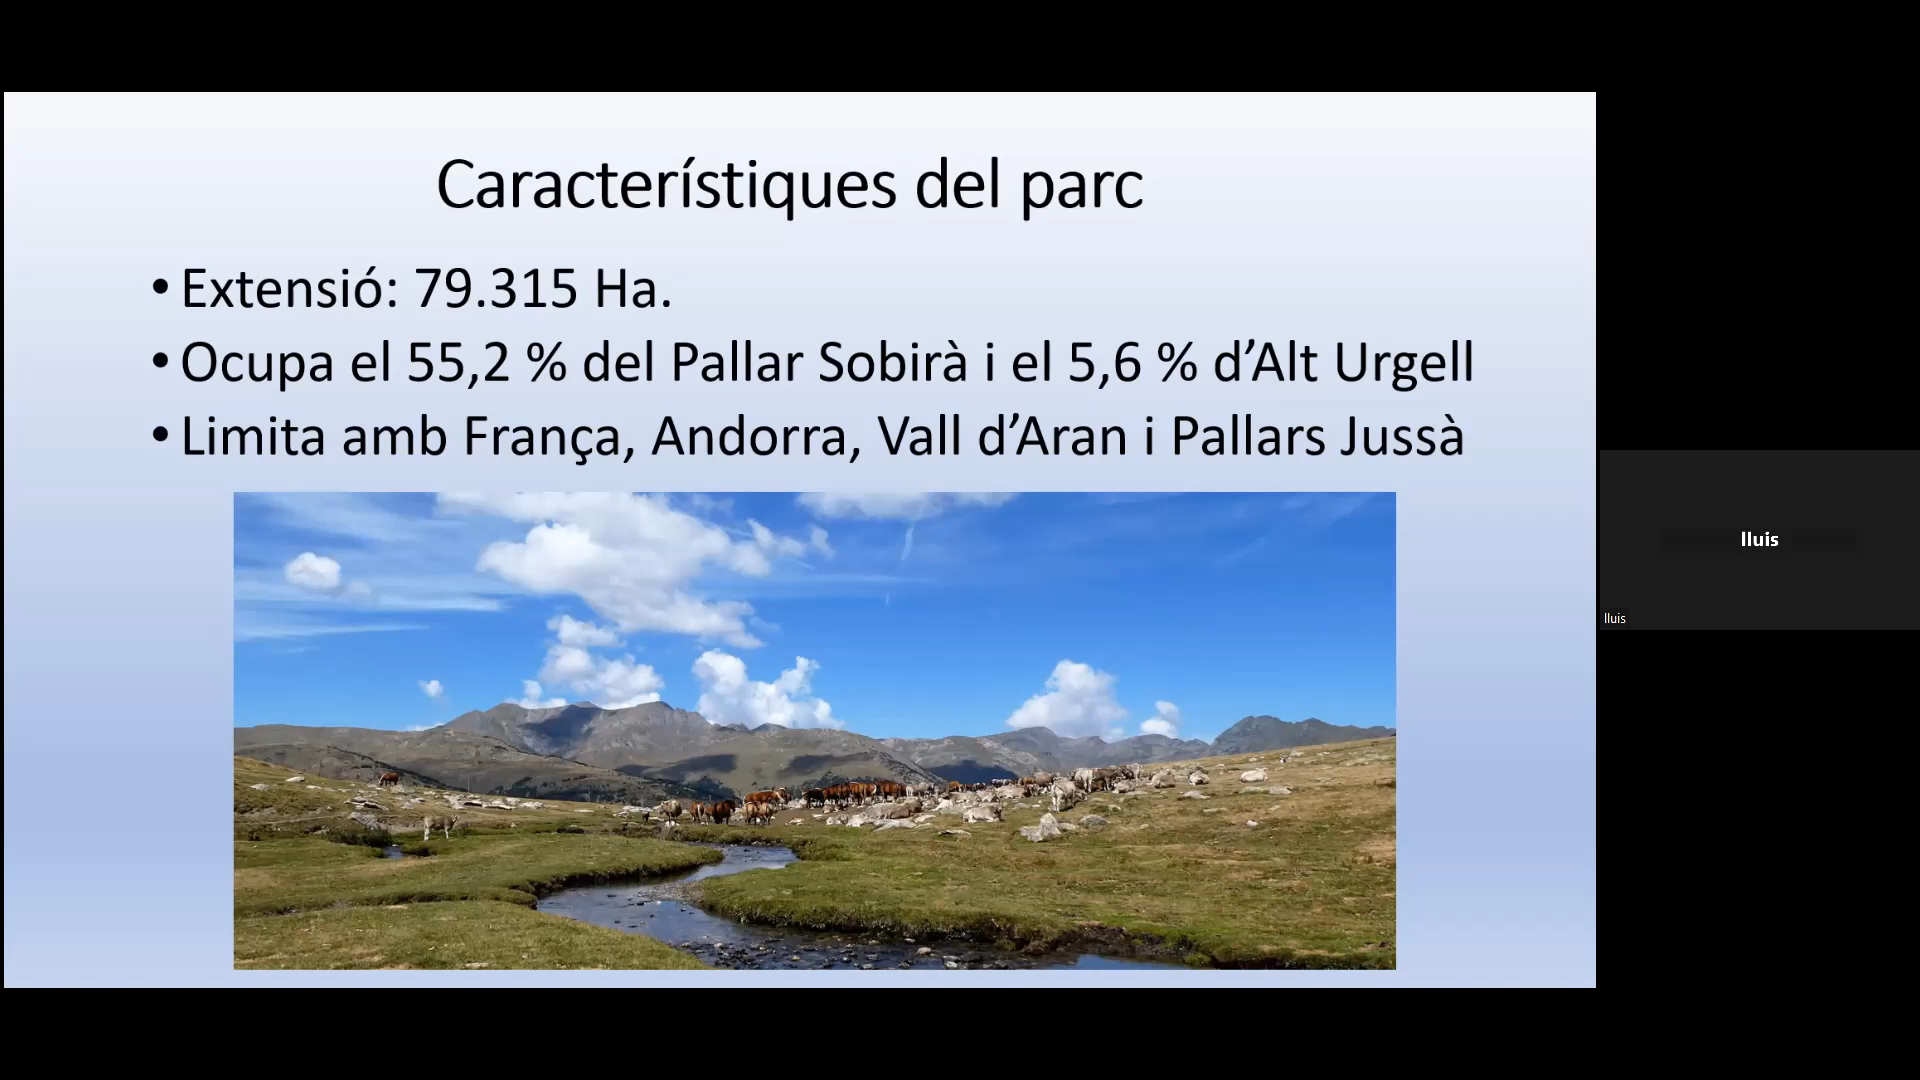 Característiques del parc
• Extensió: 79.315 Ha.
• Ocupa el 55,2 % del Pallar Sobirà i el 5,6 % d’Alt Urgell
• Limita amb França, Andorra, Vall d’Aran i Pallars Jussà
lluis
lluis